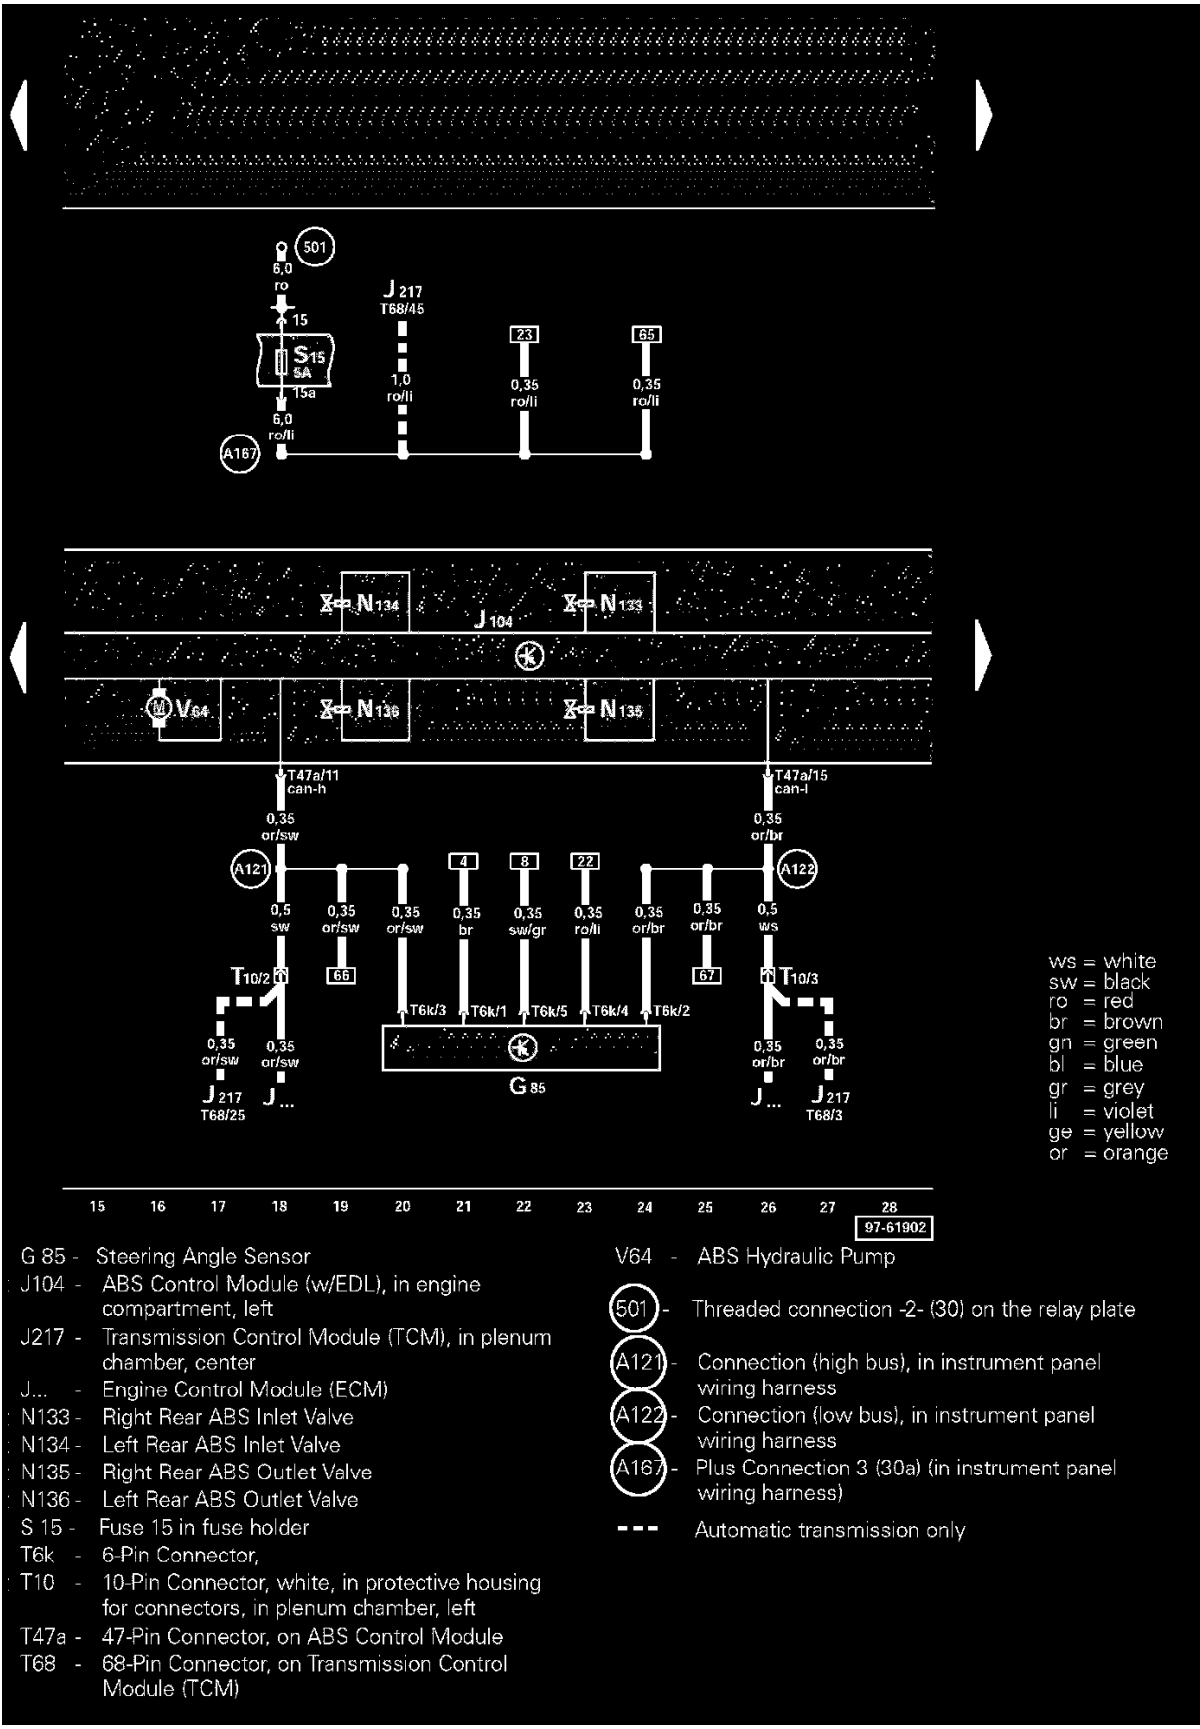 501
6,0
ro
15
S15
5A
15a
6,0
ro/li
A167
J217
T68/45
1,0
ro/li
23
0,35
ro/li
65
0,35
ro/li
N134
J104
N133
V64
M
N136
N135
T47a/11
can-h
0,35
or/sw
T47a/15
can-l
0,35
or/br
A121
4
8
22
A122
0,5
sw
0,35
or/sw
0,35
or/sw
0,35
br
0,35
sw/gr
0,35
ro/li
0,35
or/br
0,35
or/br
0,5
ws
T10/2
66
67
T10/3
T6k/3
T6k/1
T6k/5
T6k/4
T6k/2
0,35
or/sw
0,35
or/sw
G85
0,35
or/br
0,35
or/br
J217
T68/25
J...
J...
J217
T68/3
ws = white
sw = black
ro = red
br = brown
gn = green
bl = blue
gr = grey
li = violet
ge = yellow
or = orange
15 16 17 18 19 20 21 22 23 24 25 26 27 28
97-61902
G 85 - Steering Angle Sensor
J104 - ABS Control Module (w/EDL), in engine
compartment, left
J217 - Transmission Control Module (TCM), in plenum
chamber, center
J... - Engine Control Module (ECM)
N133 - Right Rear ABS Inlet Valve
N134 - Left Rear ABS Inlet Valve
N135 - Right Rear ABS Outlet Valve
N136 - Left Rear ABS Outlet Valve
S 15 - Fuse 15 in fuse holder
T6k - 6-Pin Connector,
T10 - 10-Pin Connector, white, in protective housing
for connectors, in plenum chamber, left
T47a - 47-Pin Connector, on ABS Control Module
T68 - 68-Pin Connector, on Transmission Control
Module (TCM)
V64 - ABS Hydraulic Pump
501 - Threaded connection -2- (30) on the relay plate
A121 - Connection (high bus), in instrument panel
wiring harness
A122 - Connection (low bus), in instrument panel
wiring harness
A167 - Plus Connection 3 (30a) (in instrument panel
wiring harness)
--- Automatic transmission only